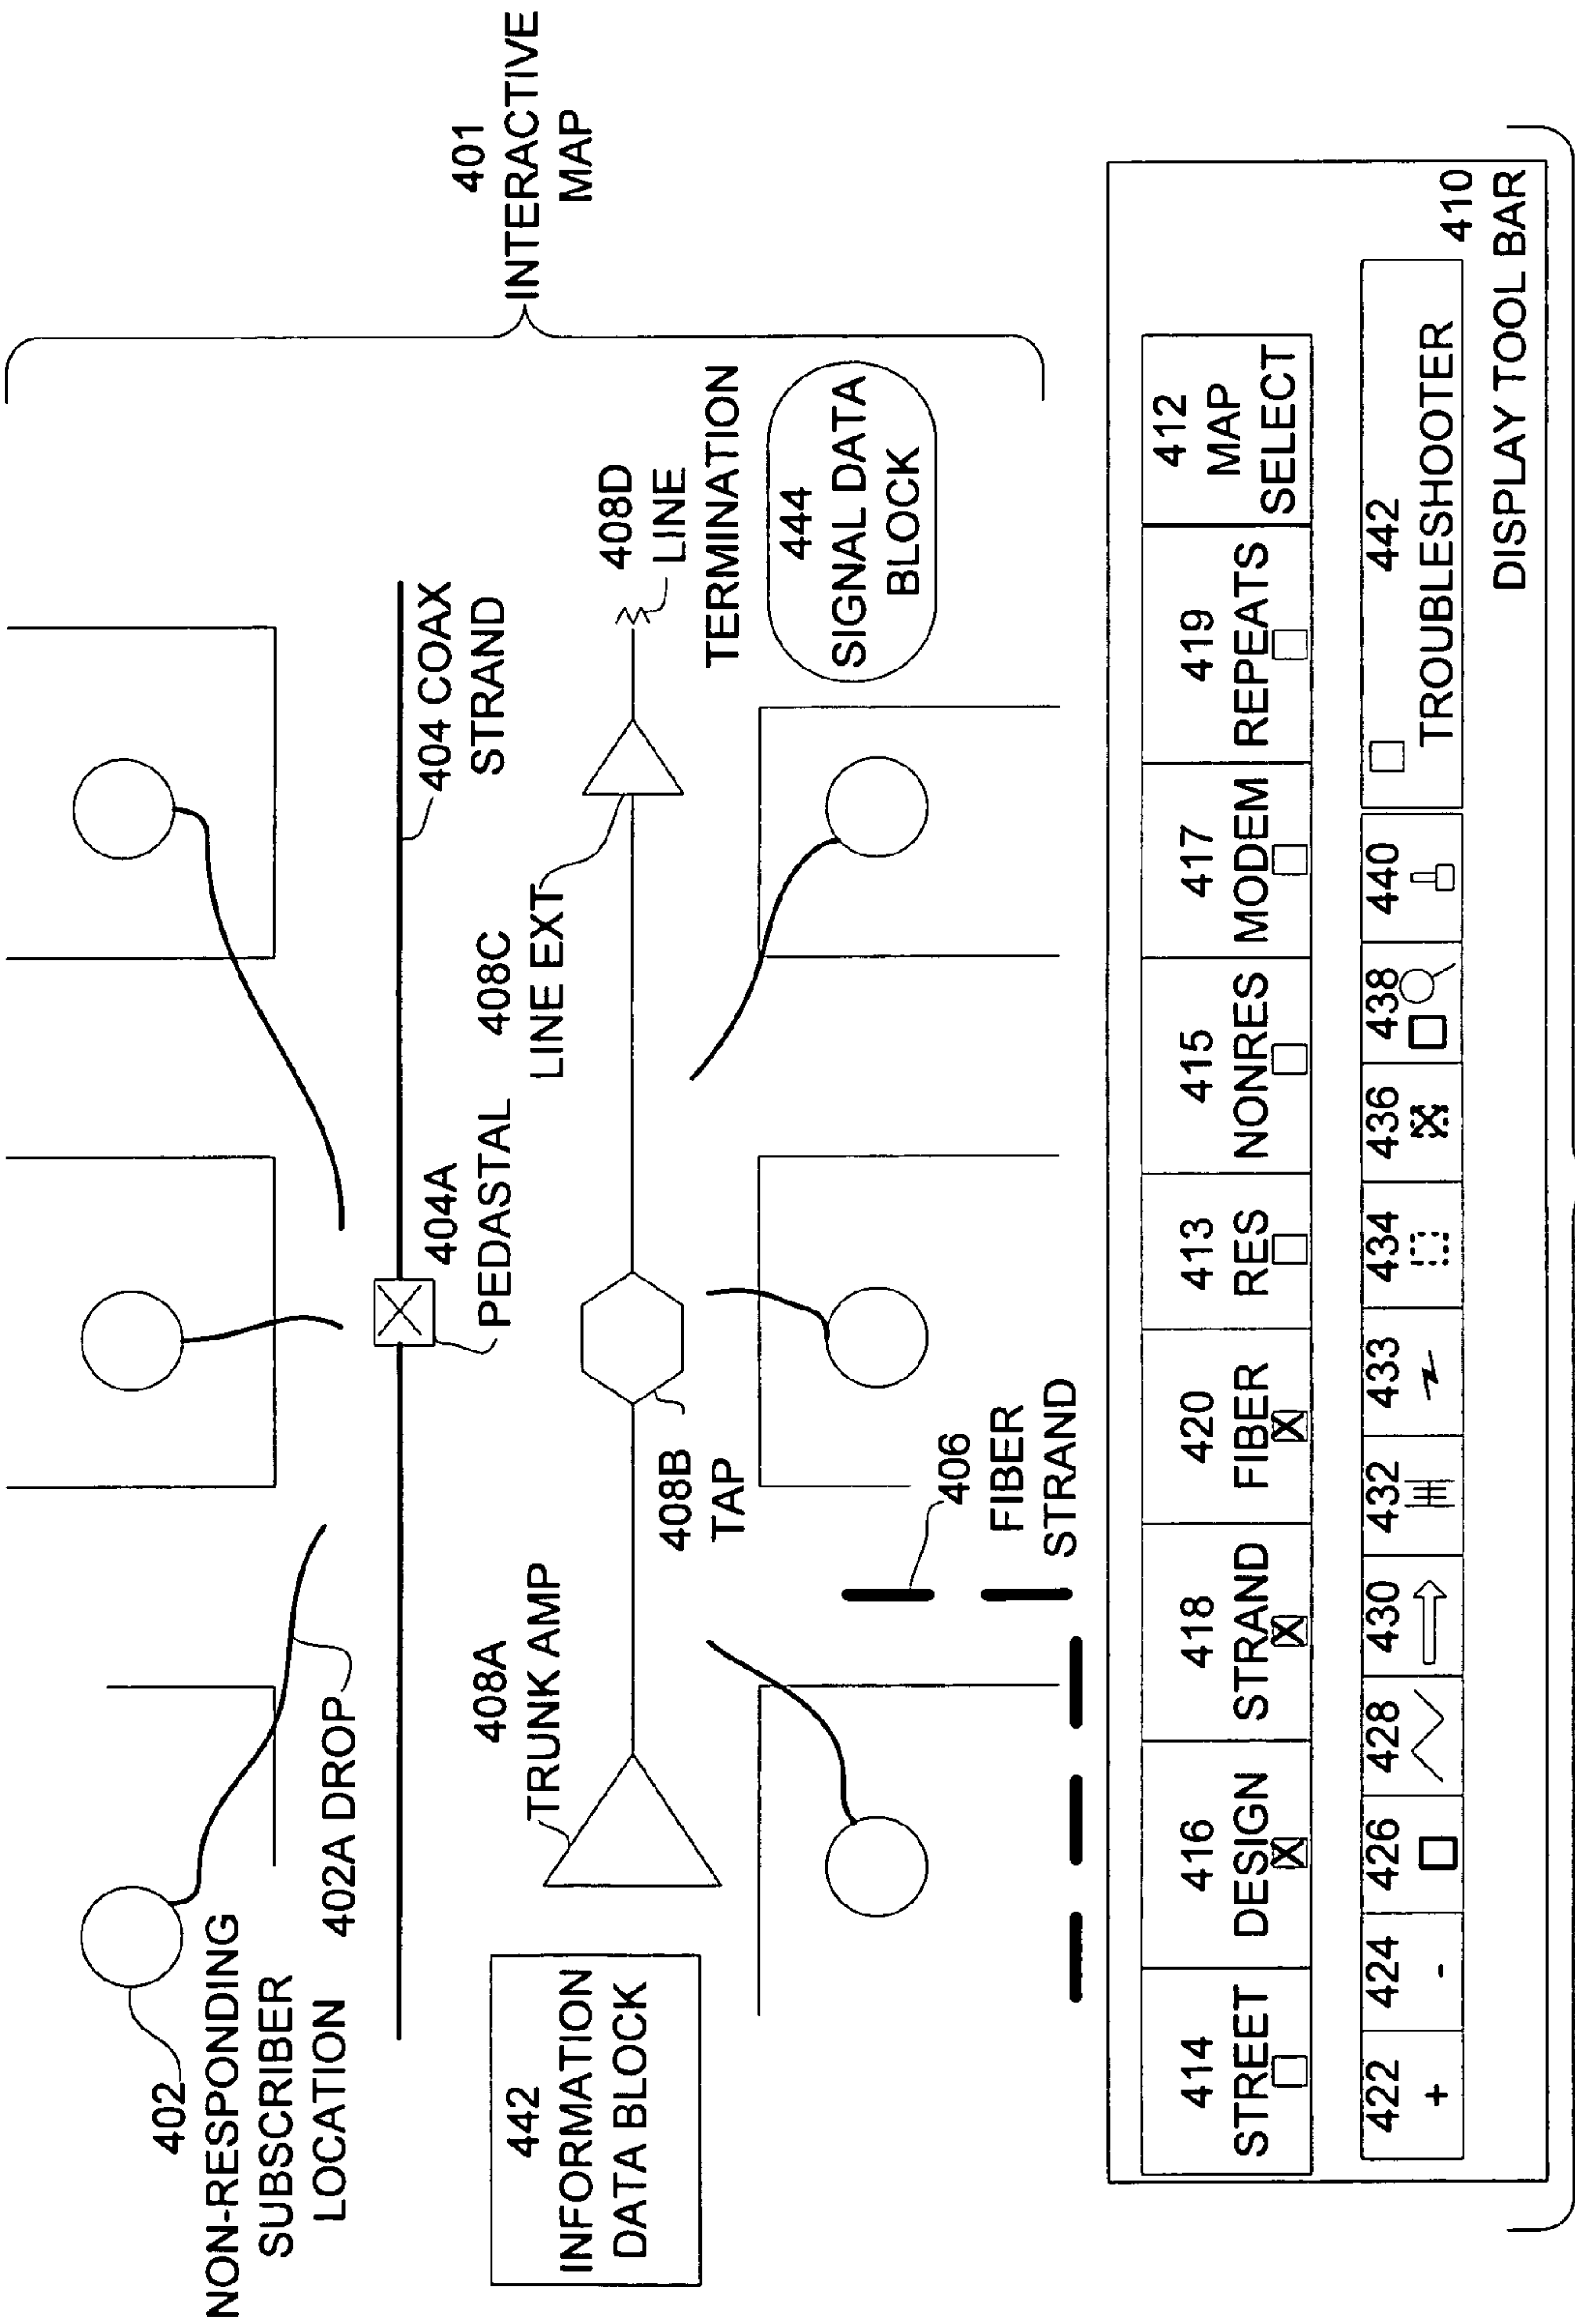 401
INTERACTIVE
MAP
402
NON-RESPONDING
SUBSCRIBER
LOCATION
402A DROP
404 COAX
STRAND
404A
PEDASTAL
408C
LINE EXT
408A
TRUNK AMP
408B
TAP
408D
LINE
TERMINATION
442
INFORMATION
DATA BLOCK
444
SIGNAL DATA
BLOCK
406
FIBER
STRAND
414
STREET
416
DESIGN
418
STRAND
420
FIBER
413
RES
415
NONRES
417
MODEM
419
REPEATS
412
MAP
SELECT
422
+
424
-
426
428
430
432
433
434
436
438
440
442
TROUBLESHOOTER
410
DISPLAY TOOL BAR